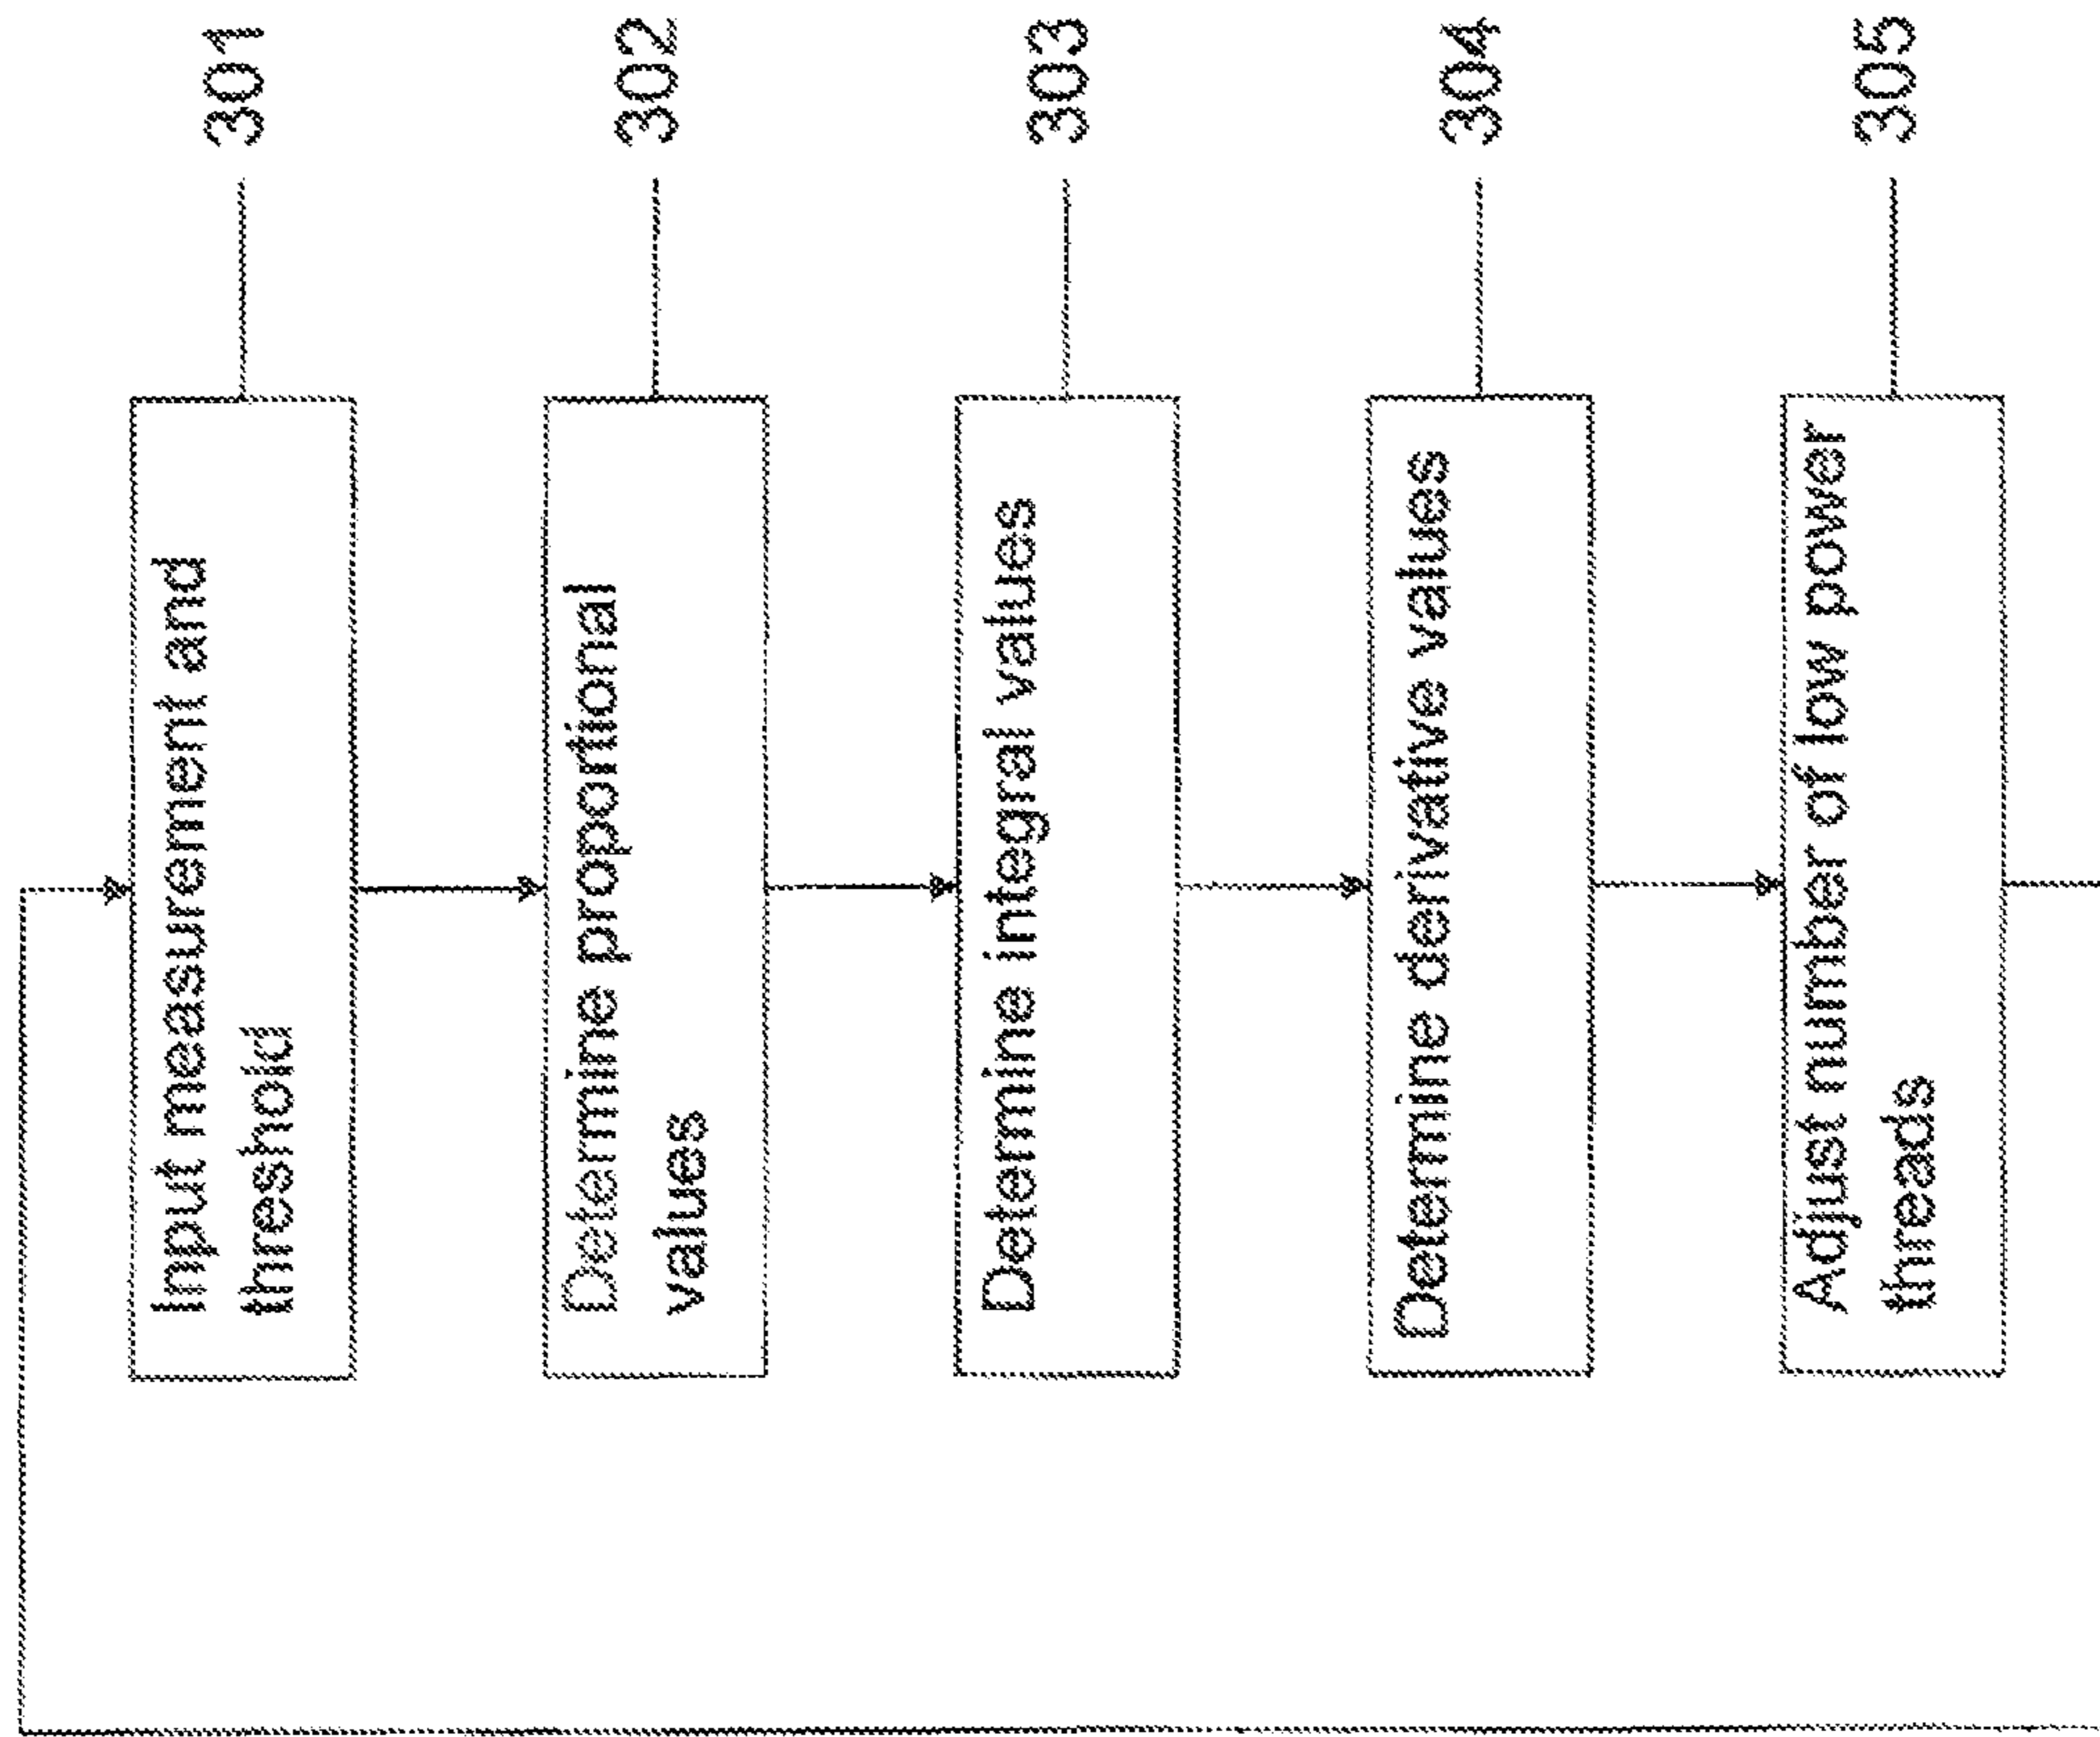 Input measurement and
threshold
301
Determine proportional
values
302
Determine integral values
303
Determine derivative values
304
Adjust number of low power
threads
305